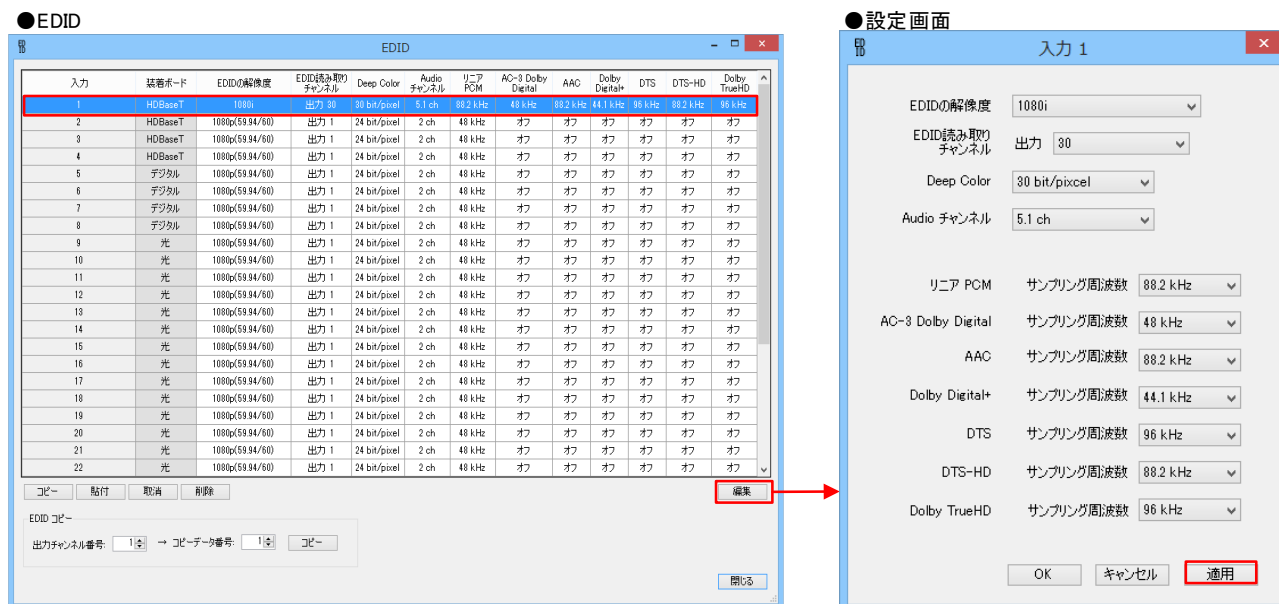 ●EDID
EDID
入力 装着ボード EDIDの解像度 EDID読み取り チャンネル Deep Color Audio チャンネル リニア PCM AC-3 Dolby Digital AAC Dolby Digital+ DTS DTS-HD Dolby TrueHD
1 HDBaseT 1080i 出力 30 30 bit/pixel 5.1 ch 88.2 kHz 48 kHz 88.2 kHz 44.1 kHz 96 kHz 88.2 kHz 96 kHz
2 HDBaseT 1080p(59.94/60) 出力 1 24 bit/pixel 2 ch 48 kHz オフ オフ オフ オフ オフ オフ
3 HDBaseT 1080p(59.94/60) 出力 1 24 bit/pixel 2 ch 48 kHz オフ オフ オフ オフ オフ オフ
4 HDBaseT 1080p(59.94/60) 出力 1 24 bit/pixel 2 ch 48 kHz オフ オフ オフ オフ オフ オフ
5 デジタル 1080p(59.94/60) 出力 1 24 bit/pixel 2 ch 48 kHz オフ オフ オフ オフ オフ オフ
6 デジタル 1080p(59.94/60) 出力 1 24 bit/pixel 2 ch 48 kHz オフ オフ オフ オフ オフ オフ
7 デジタル 1080p(59.94/60) 出力 1 24 bit/pixel 2 ch 48 kHz オフ オフ オフ オフ オフ オフ
8 デジタル 1080p(59.94/60) 出力 1 24 bit/pixel 2 ch 48 kHz オフ オフ オフ オフ オフ オフ
9 光 1080p(59.94/60) 出力 1 24 bit/pixel 2 ch 48 kHz オフ オフ オフ オフ オフ オフ
10 光 1080p(59.94/60) 出力 1 24 bit/pixel 2 ch 48 kHz オフ オフ オフ オフ オフ オフ
11 光 1080p(59.94/60) 出力 1 24 bit/pixel 2 ch 48 kHz オフ オフ オフ オフ オフ オフ
12 光 1080p(59.94/60) 出力 1 24 bit/pixel 2 ch 48 kHz オフ オフ オフ オフ オフ オフ
13 光 1080p(59.94/60) 出力 1 24 bit/pixel 2 ch 48 kHz オフ オフ オフ オフ オフ オフ
14 光 1080p(59.94/60) 出力 1 24 bit/pixel 2 ch 48 kHz オフ オフ オフ オフ オフ オフ
15 光 1080p(59.94/60) 出力 1 24 bit/pixel 2 ch 48 kHz オフ オフ オフ オフ オフ オフ
16 光 1080p(59.94/60) 出力 1 24 bit/pixel 2 ch 48 kHz オフ オフ オフ オフ オフ オフ
17 光 1080p(59.94/60) 出力 1 24 bit/pixel 2 ch 48 kHz オフ オフ オフ オフ オフ オフ
18 光 1080p(59.94/60) 出力 1 24 bit/pixel 2 ch 48 kHz オフ オフ オフ オフ オフ オフ
19 光 1080p(59.94/60) 出力 1 24 bit/pixel 2 ch 48 kHz オフ オフ オフ オフ オフ オフ
20 光 1080p(59.94/60) 出力 1 24 bit/pixel 2 ch 48 kHz オフ オフ オフ オフ オフ オフ
21 光 1080p(59.94/60) 出力 1 24 bit/pixel 2 ch 48 kHz オフ オフ オフ オフ オフ オフ
22 光 1080p(59.94/60) 出力 1 24 bit/pixel 2 ch 48 kHz オフ オフ オフ オフ オフ オフ
コピー 貼付 取消 削除 編集
EDID コピー
出力チャンネル番号: 1 → コピーデータ番号: 1 コピー
閉じる
●設定画面
入力 1
EDIDの解像度 1080i
EDID読み取り
チャンネル 出力 30
Deep Color 30 bit/pixcel
Audio チャンネル 5.1 ch
リニア PCM サンプリング周波数 88.2 kHz
AC-3 Dolby Digital サンプリング周波数 48 kHz
AAC サンプリング周波数 88.2 kHz
Dolby Digital+ サンプリング周波数 44.1 kHz
DTS サンプリング周波数 96 kHz
DTS-HD サンプリング周波数 88.2 kHz
Dolby TrueHD サンプリング周波数 96 kHz
OK キャンセル 適用